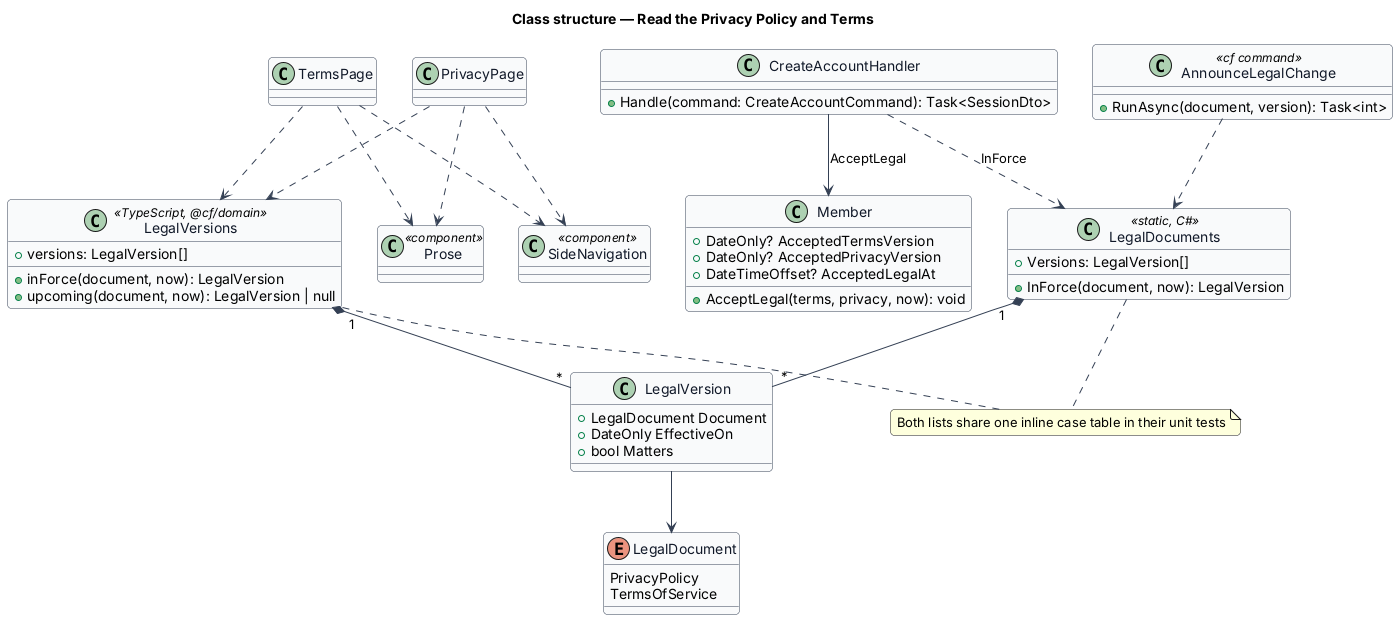 Class structure — Read the Privacy Policy and Terms
C TermsPage
C PrivacyPage
C CreateAccountHandler
Handle(command: CreateAccountCommand): Task<SessionDto>
«cf command»
C AnnounceLegalChange
RunAsync(document, version): Task<int>
AcceptLegal
InForce
«TypeScript, @cf/domain»
C LegalVersions
versions: LegalVersion[]
inForce(document, now): LegalVersion
upcoming(document, now): LegalVersion | null
«component»
C Prose
«component»
C SideNavigation
C Member
DateOnly? AcceptedTermsVersion
DateOnly? AcceptedPrivacyVersion
DateTimeOffset? AcceptedLegalAt
AcceptLegal(terms, privacy, now): void
«static, C#»
C LegalDocuments
Versions: LegalVersion[]
InForce(document, now): LegalVersion
1
1
*
*
C LegalVersion
LegalDocument Document
DateOnly EffectiveOn
bool Matters
Both lists share one inline case table in their unit tests
E LegalDocument
PrivacyPolicy
TermsOfService